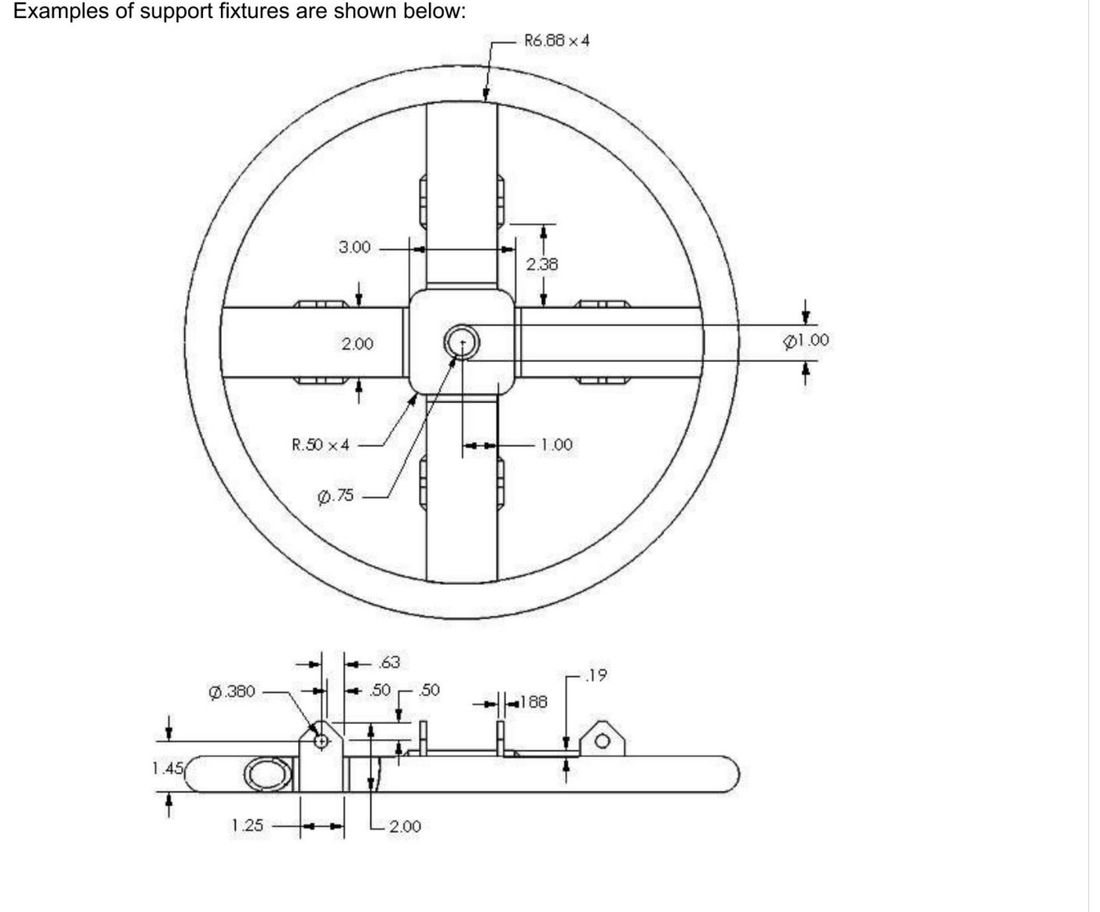 Examples of support fixtures are shown below:
R6.88 × 4
3.00
2.38
2.00
Ø1.00
R.50 × 4
1.00
Ø.75
.63
.19
Ø.380
.50
.50
.188
1.45
1.25
2.00